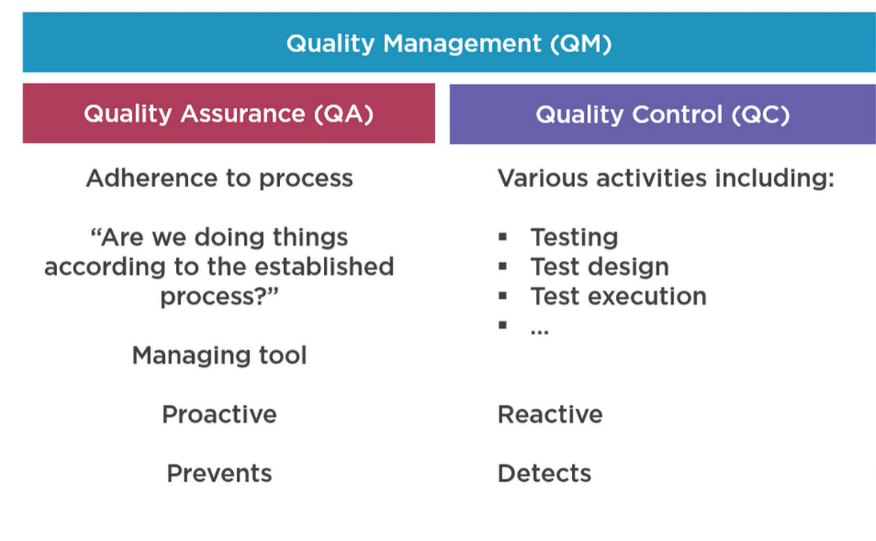 Quality Management (QM)
Quality Assurance (QA)
Adherence to process
“Are we doing things
according to the established
process?”
Managing tool
Proactive
Prevents
Quality Control (QC)
Various activities including:
▪ Testing
▪ Test design
▪ Test execution
▪ ...
Reactive
Detects